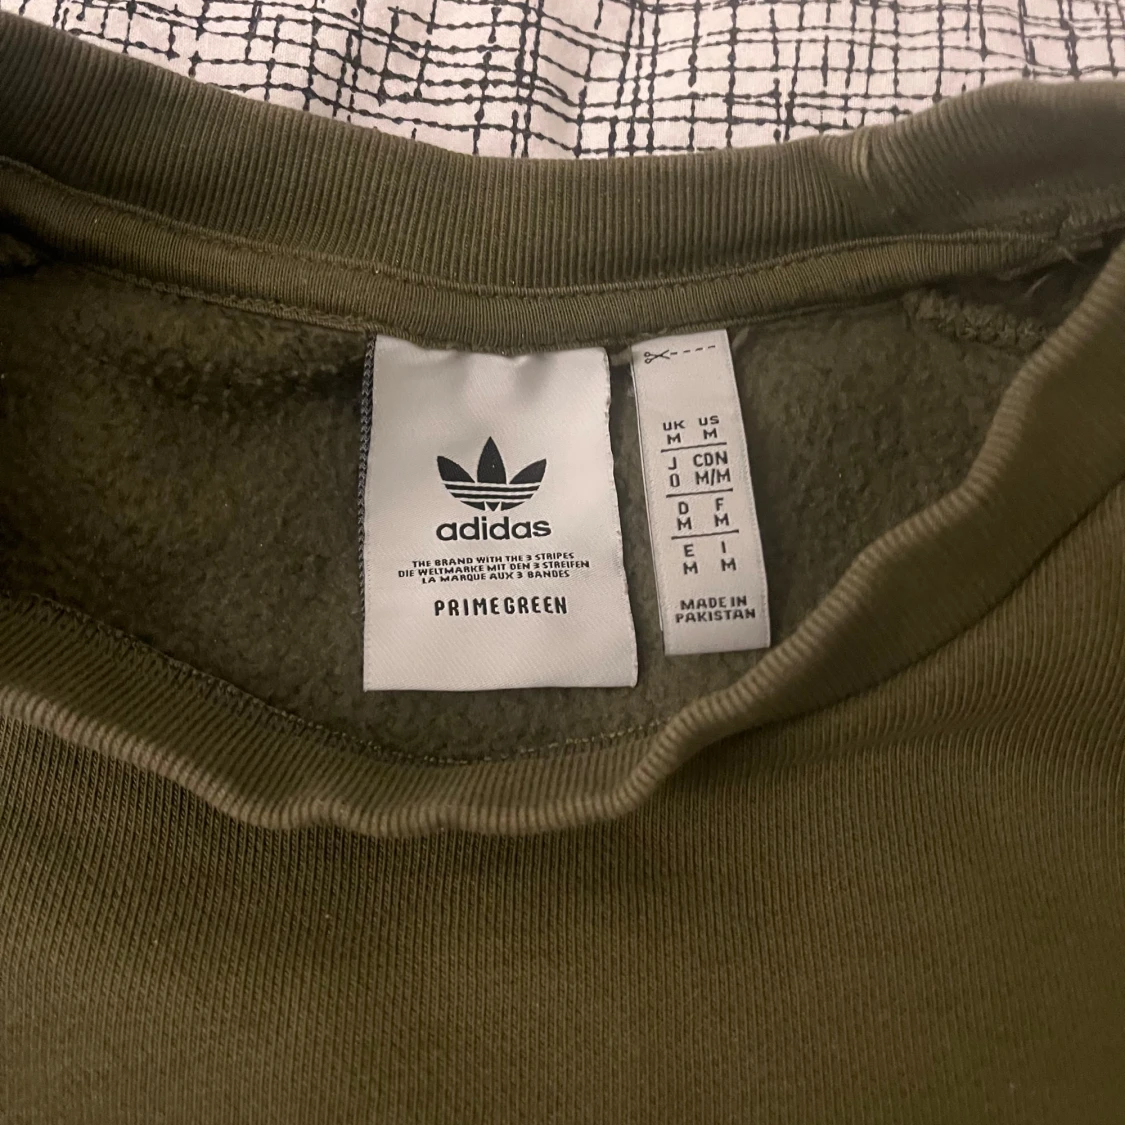 adidas
THE BRAND WITH THE 3 STRIPES
DIE WELTMARKE MIT DEN 3 STREIFEN
LA MARQUE AUX 3 BANDES
PRIMEGREEN
UK US
M M
J CDN
O M/M
D F
M M
E I
M M
MADE IN
PAKISTAN